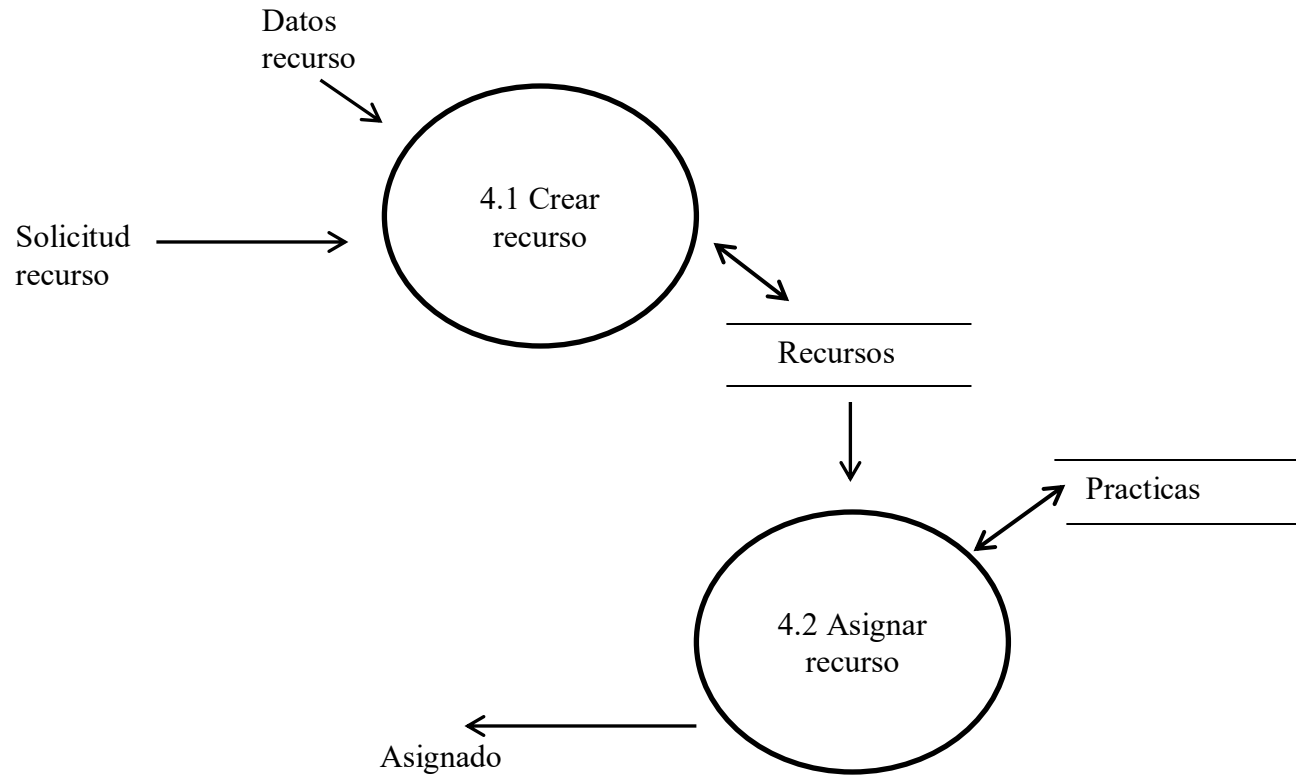 Datos
recurso
4.1 Crear
recurso
Solicitud
recurso
Recursos
Practicas
4.2 Asignar
recurso
Asignado